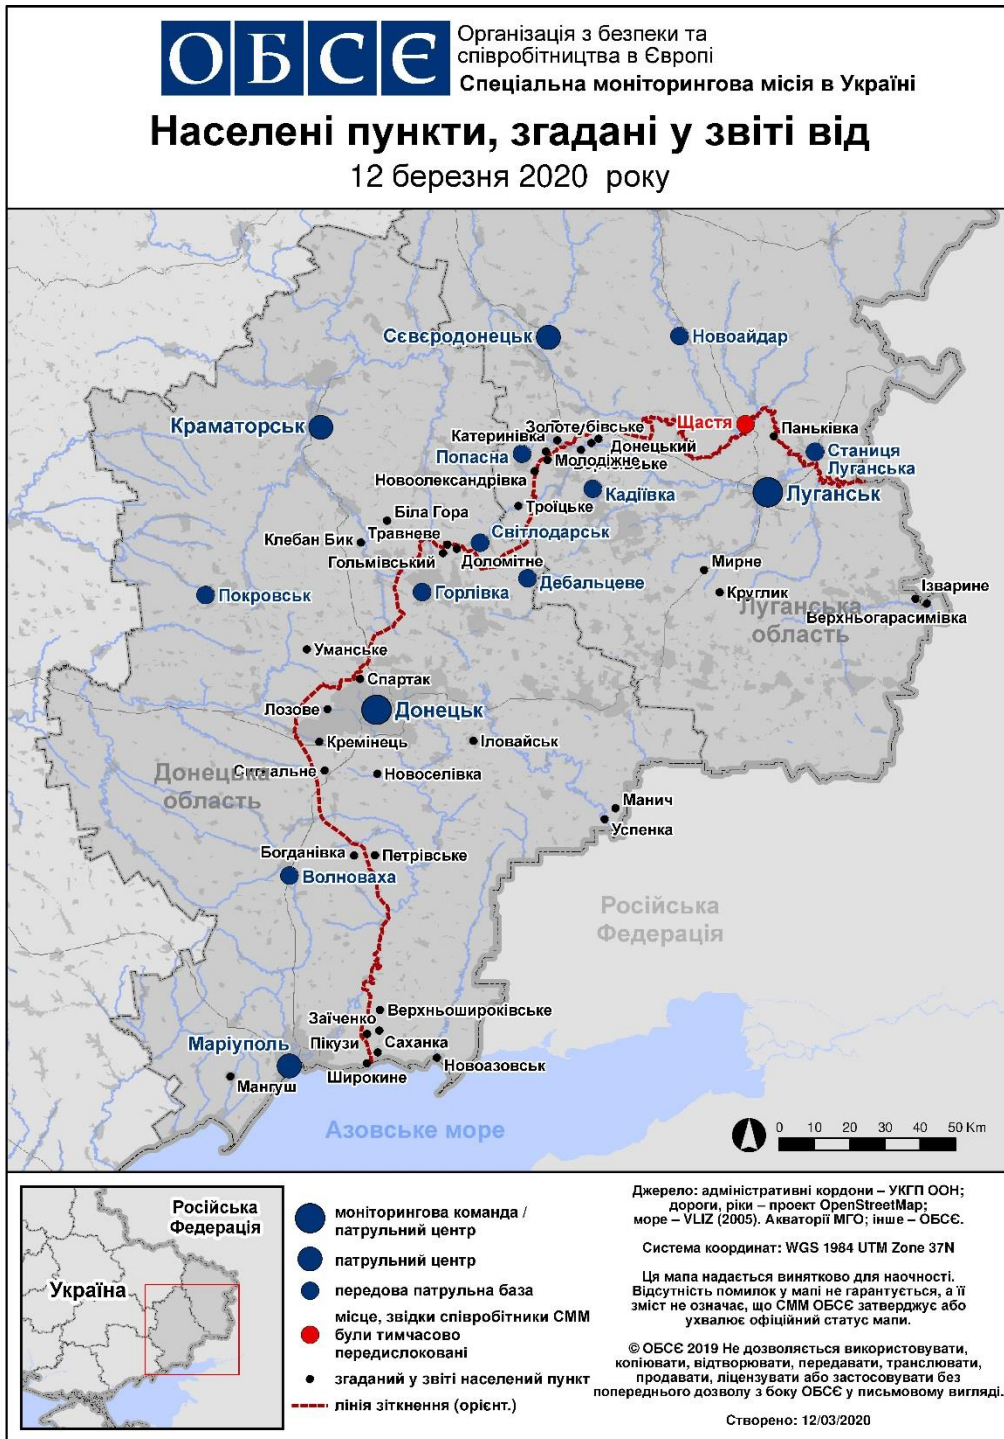 ОБСЄ
Організація з безпеки та
співробітництва в Європі
Спеціальна моніторингова місія в Україні
Населені пункти, згадані у звіті від
12 березня 2020 року
Сєвєродонецьк
Новоайдар
Щастя
Краматорськ
Золоте
Катеринівка
Паньківка
Донецький
Станиця
Луганська
Попасна
Молодіжне
Новоолександрівка
Кадіївка
Луганськ
Троїцьке
Біла Гора
Травневе
Світлодарськ
Клебан Бик
Гольмівський
Доломітне
Мирне
Дебальцеве
Ізварине
Покровськ
Горлівка
Круглик
Луганська
область
Верхньогарасимівка
Уманське
Спартак
Лозове
Донецьк
Кремінець
Іловайськ
Донецька
область
Новоселівка
Манич
Успенка
Богданівка
Петрівське
Волноваха
Російська
Федерація
Верхньошироківське
Заїченко
Пікузи
Саханка
Маріуполь
Широкине
Новоазовськ
Мангуш
Азовське море
0 10 20 30 40 50 Km
Російська
Федерація
Україна
моніторингова команда /
патрульний центр
патрульний центр
передова патрульна база
місце, звідки співробітники СММ
були тимчасово
передислоковані
згаданий у звіті населений пункт
лінія зіткнення (орієнт.)
Джерело: адміністративні кордони – УКГП ООН;
дороги, ріки – проект OpenStreetMap;
море – VLIZ (2005). Акваторії МГО; інше – ОБСЄ.
Система координат: WGS 1984 UTM Zone 37N
Ця мапа надається винятково для наочності.
Відсутність помилок у мапі не гарантується, а її
зміст не означає, що СММ ОБСЄ затверджує або
ухвалює офіційний статус мапи.
© ОБСЄ 2019 Не дозволяється використовувати,
копіювати, відтворювати, передавати, транслювати,
продавати, ліцензувати або застосовувати без
попереднього дозволу з боку ОБСЄ у письмовому вигляді.
Створено: 12/03/2020